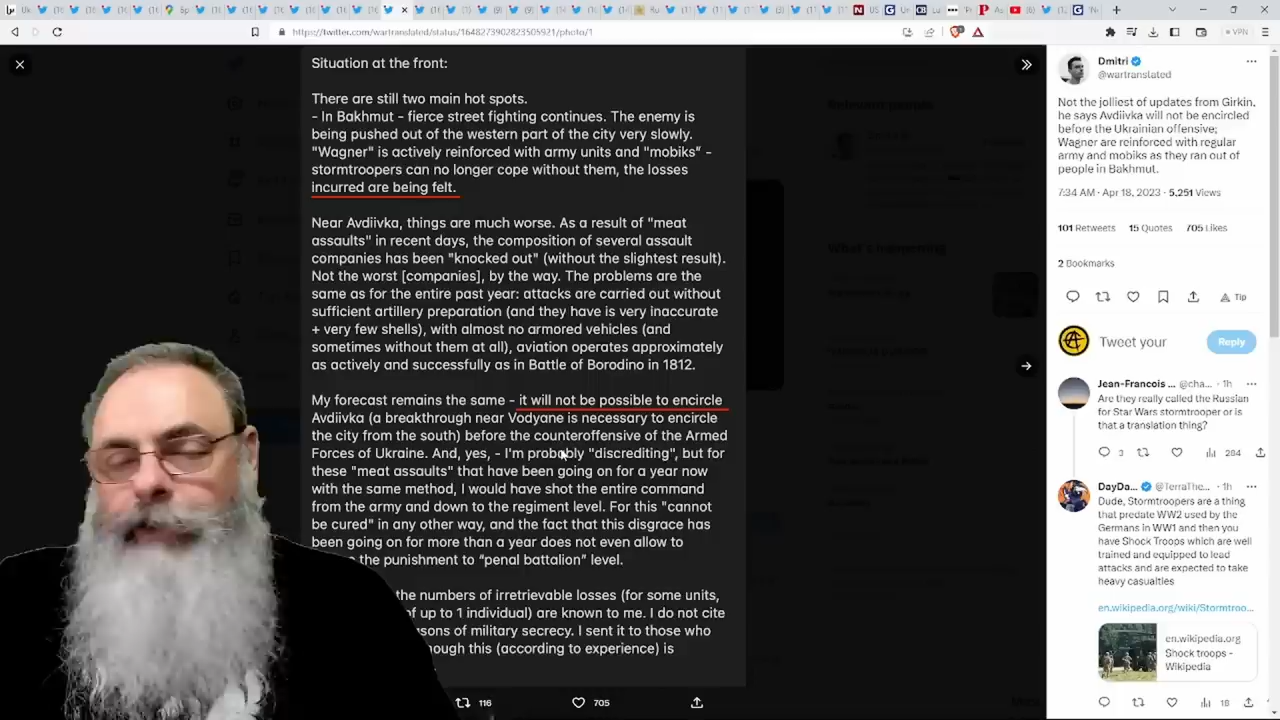 https://twitter.com/wartranslated/status/1648273902823505921/photo/1
VPN
Situation at the front:
There are still two main hot spots.
- In Bakhmut - fierce street fighting continues. The enemy is
being pushed out of the western part of the city very slowly.
"Wagner" is actively reinforced with army units and "mobiks" -
stormtroopers can no longer cope without them, the losses
incurred are being felt.
Near Avdiivka, things are much worse. As a result of "meat
assaults" in recent days, the composition of several assault
companies has been "knocked out" (without the slightest result).
Not the worst [companies], by the way. The problems are the
same as for the entire past year: attacks are carried out without
sufficient artillery preparation (and they have is very inaccurate
+ very few shells), with almost no armored vehicles (and
sometimes without them at all), aviation operates approximately
as actively and successfully as in Battle of Borodino in 1812.
My forecast remains the same - it will not be possible to encircle
Avdiivka (a breakthrough near Vodyane is necessary to encircle
the city from the south) before the counteroffensive of the Armed
Forces of Ukraine. And, yes, - I'm probably "discrediting", but for
these "meat assaults" that have been going on for a year now
with the same method, I would have shot the entire command
from the army and down to the regiment level. For this "cannot
be cured" in any other way, and the fact that this disgrace has
been going on for more than a year does not even allow to
the punishment to "penal battalion" level.
the numbers of irretrievable losses (for some units,
of up to 1 individual) are known to me. I do not cite
sons of military secrecy. I sent it to those who
ough this (according to experience) is
116
705
Dmitri
@wartranslated
Not the jolliest of updates from Girkin,
he says Avdiivka will not be encircled
before the Ukrainian offensive;
Wagner are reinforced with regular
army and mobiks as they ran out of
people in Bakhmut.
7:34 AM · Apr 18, 2023 · 5,251 Views
101 Retweets 15 Quotes 705 Likes
2 Bookmarks
Tip
Tweet your
Reply
Jean-Francois ... @cha... · 1h
Are they really called the Russian
for Star Wars stormtrooper or is
that a translation thing?
3
284
DayDa... @TerraThe... · 1h
Dude, Stormtroopers are a thing
that predate WW2 used by the
Germans in WW1 and then you
have Shock Troops which are well
trained and equipped to lead
attacks and are expected to take
heavy casualties
en.wikipedia.org/wiki/Stormtroo...
en.wikipedia.org
Shock troops -
Wikipedia
18